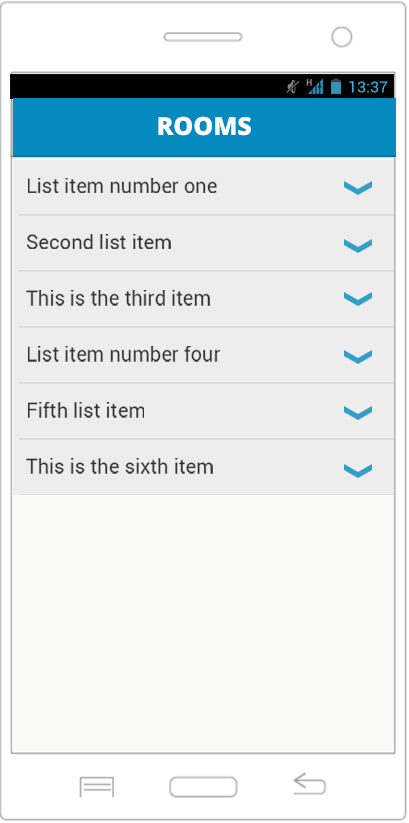 H 13:37
ROOMS
List item number one
Second list item
This is the third item
List item number four
Fifth list item
This is the sixth item